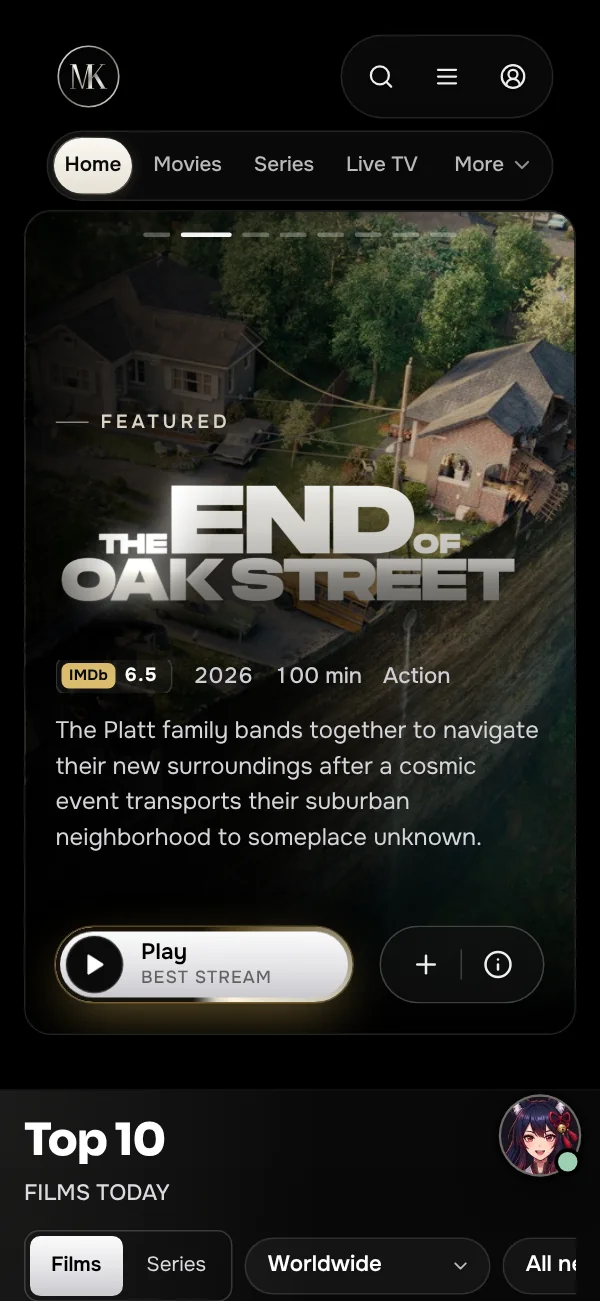 MK
Home Movies Series Live TV More
FEATURED
THE END OF
OAK STREET
IMDb 6.5 2026 100 min Action
The Platt family bands together to navigate
their new surroundings after a cosmic
event transports their suburban
neighborhood to someplace unknown.
Play
BEST STREAM
Top 10
FILMS TODAY
Films Series Worldwide All